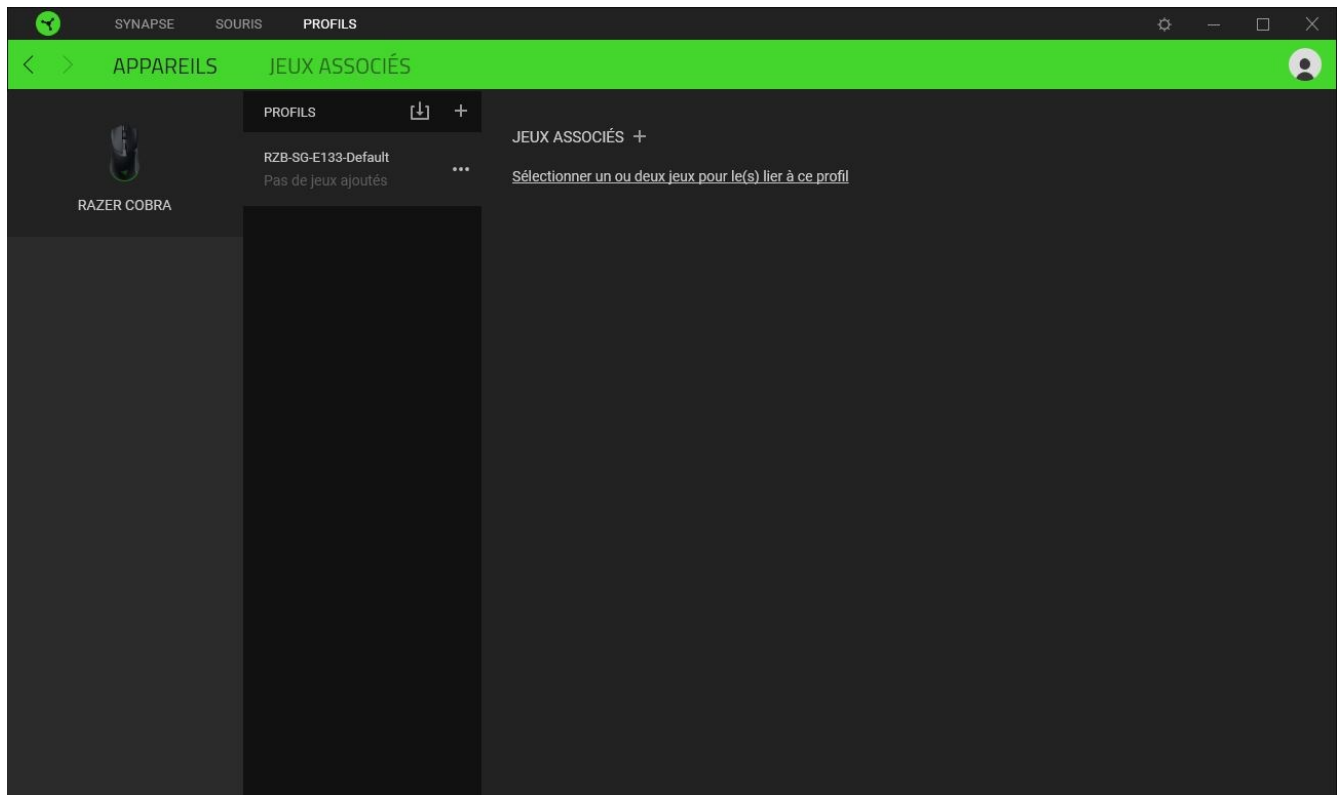 SYNAPSE SOURIS PROFILS
APPAREILS JEUX ASSOCIÉS
RAZER COBRA
PROFILS
RZB-SG-E133-Default
Pas de jeux ajoutés
JEUX ASSOCIÉS +
Sélectionner un ou deux jeux pour le(s) lier à ce profil